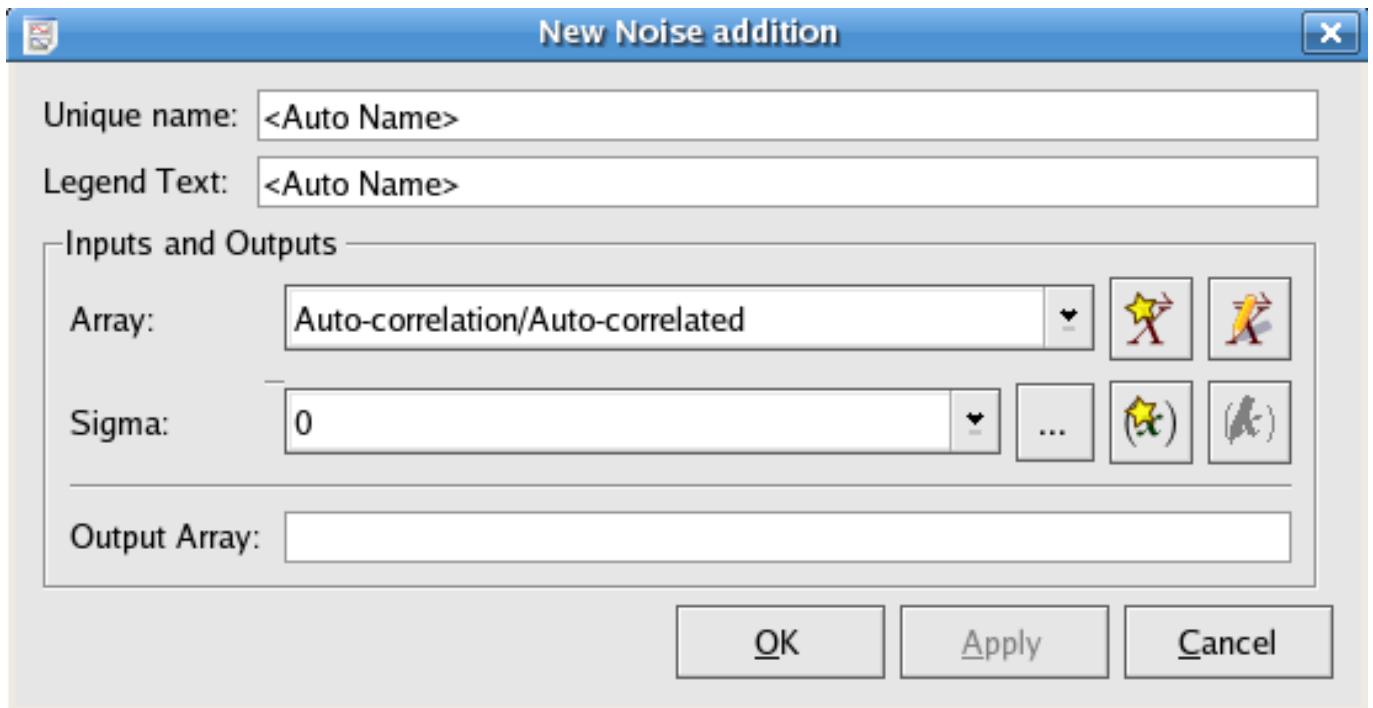 New Noise addition
Unique name: <Auto Name>
Legend Text: <Auto Name>
Inputs and Outputs
Array: Auto-correlation/Auto-correlated
Sigma: 0 ...
Output Array:
OK Apply Cancel